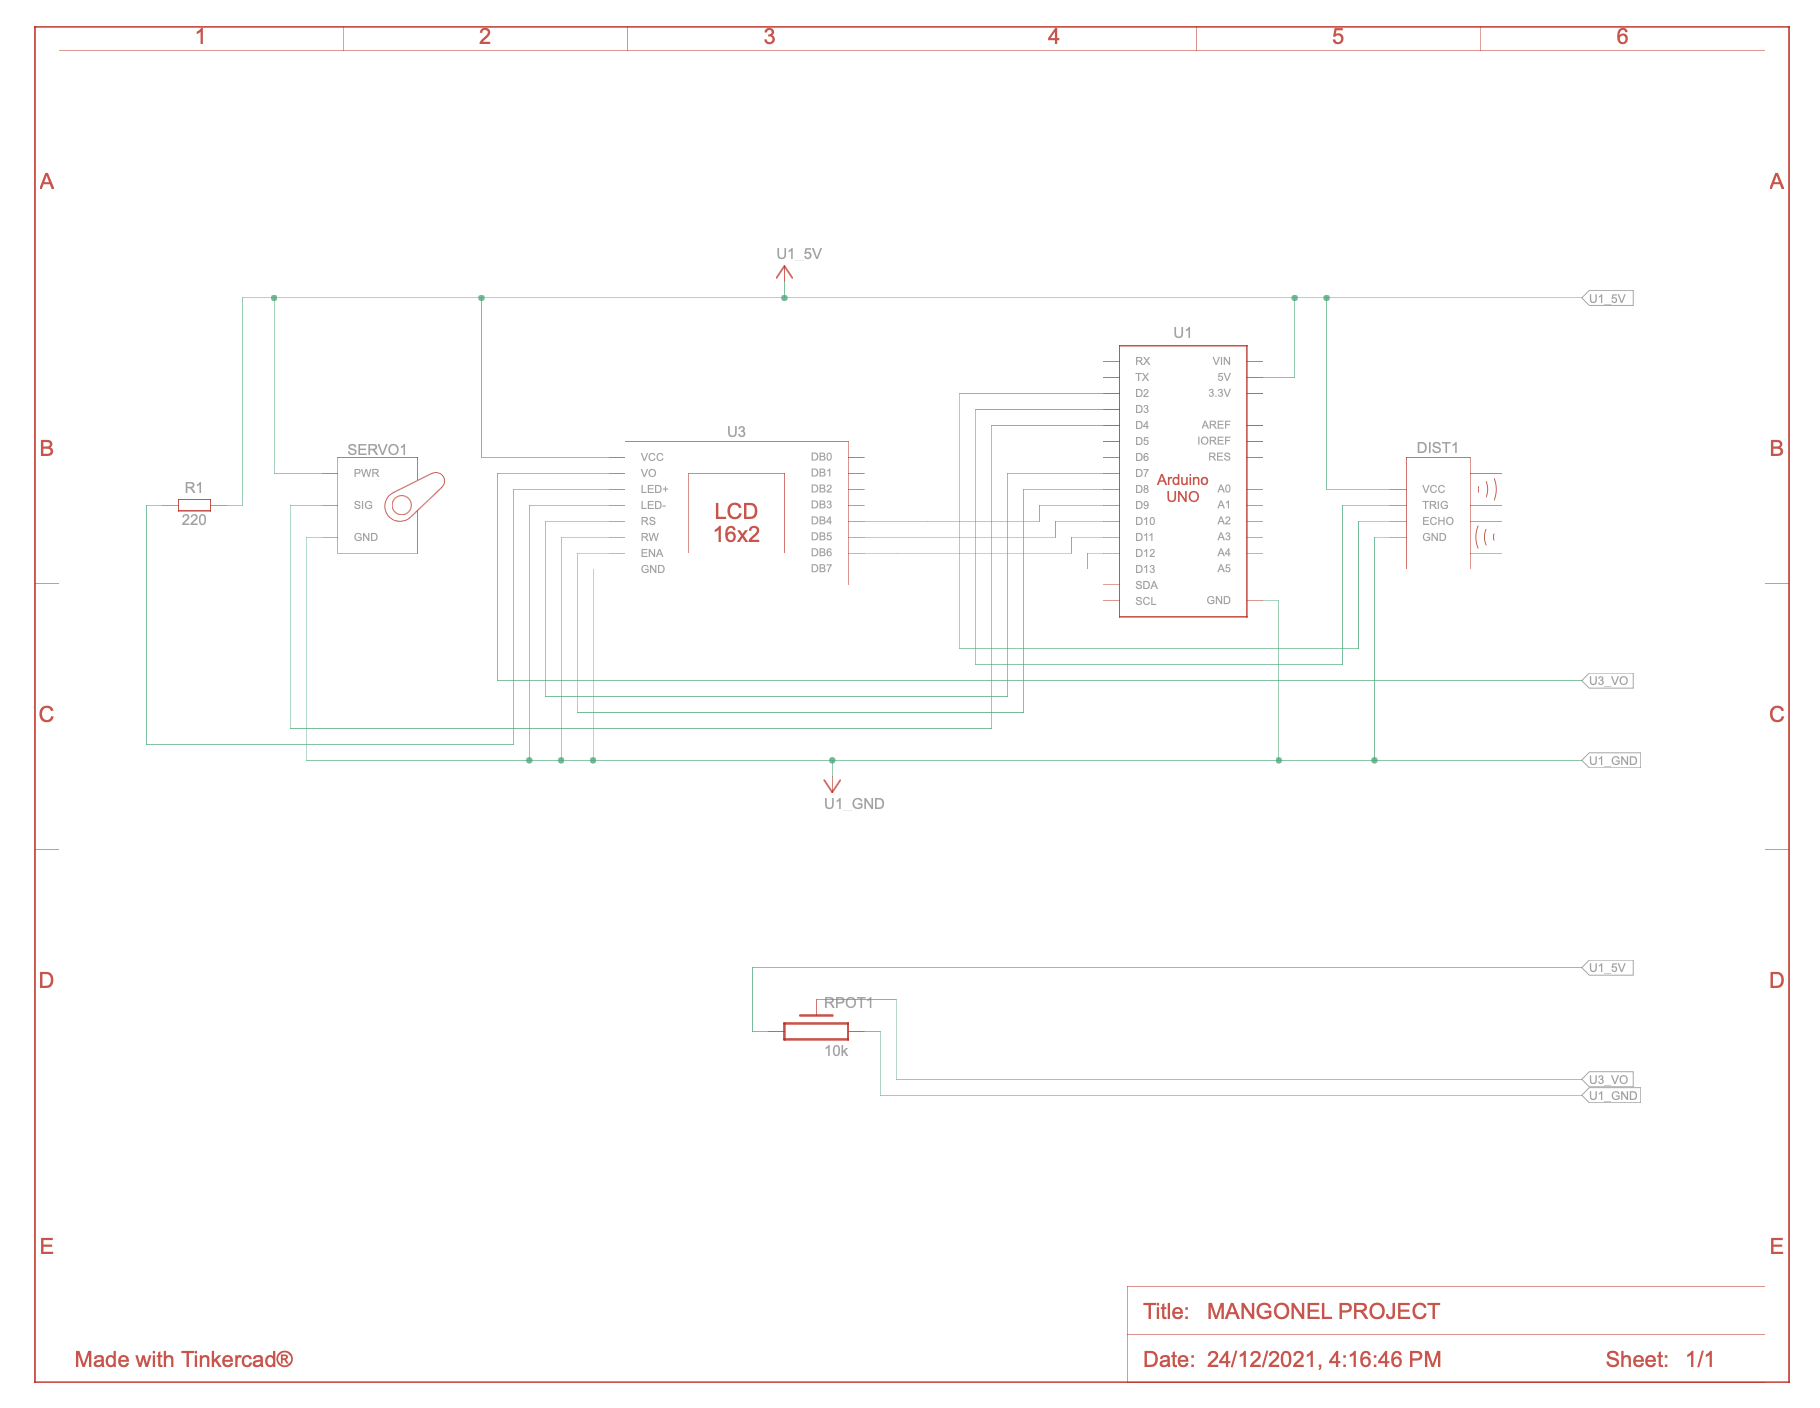 1 2 3 4 5 6
A A
U1_5V
U1_5V
U1
RX VIN
TX 5V
D2 3.3V
D3
D4 AREF
D5 IOREF
D6 RES
D7
D8 A0
D9 A1
D10 A2
D11 A3
D12 A4
D13 A5
SDA
SCL GND
Arduino
UNO
B B
SERVO1
PWR
SIG
GND
R1
220
U3
VCC DB0
VO DB1
LED+ DB2
LED- DB3
RS DB4
RW DB5
ENA DB6
GND DB7
LCD
16x2
DIST1
VCC
TRIG
ECHO
GND
U3_VO
C C
U1_GND
U1_GND
D D
U1_5V
RPOT1
10k
U3_VO
U1_GND
E E
Title: MANGONEL PROJECT
Made with Tinkercad®
Date: 24/12/2021, 4:16:46 PM Sheet: 1/1